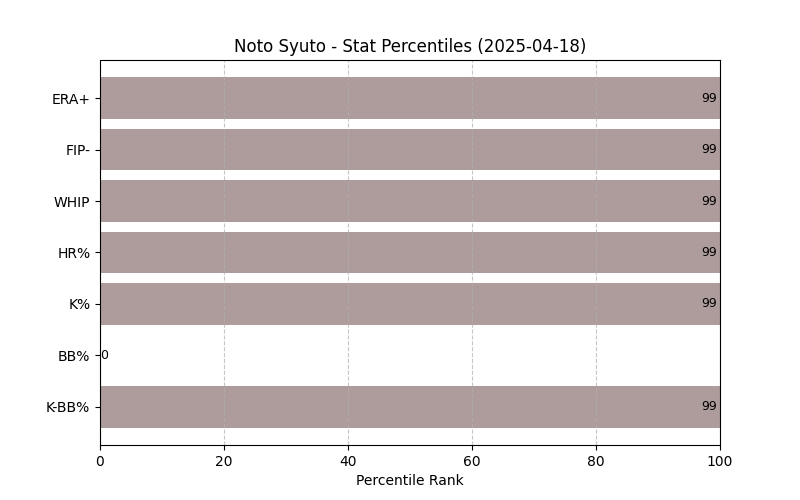 Noto Syuto - Stat Percentiles (2025-04-18)
ERA+ 99
FIP- 99
WHIP 99
HR% 99
K% 99
BB% 0
K-BB% 99
0 20 40 60 80 100
Percentile Rank